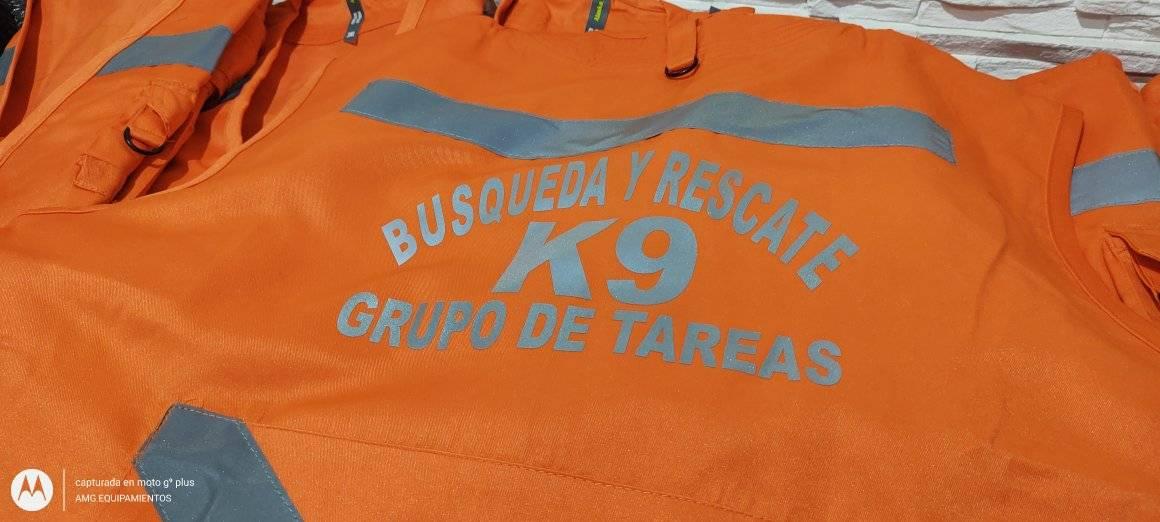 BUSQUEDA Y RESCATE
K9
GRUPO DE TAREAS
capturada en moto g⁹ plus
AMG EQUIPAMIENTOS